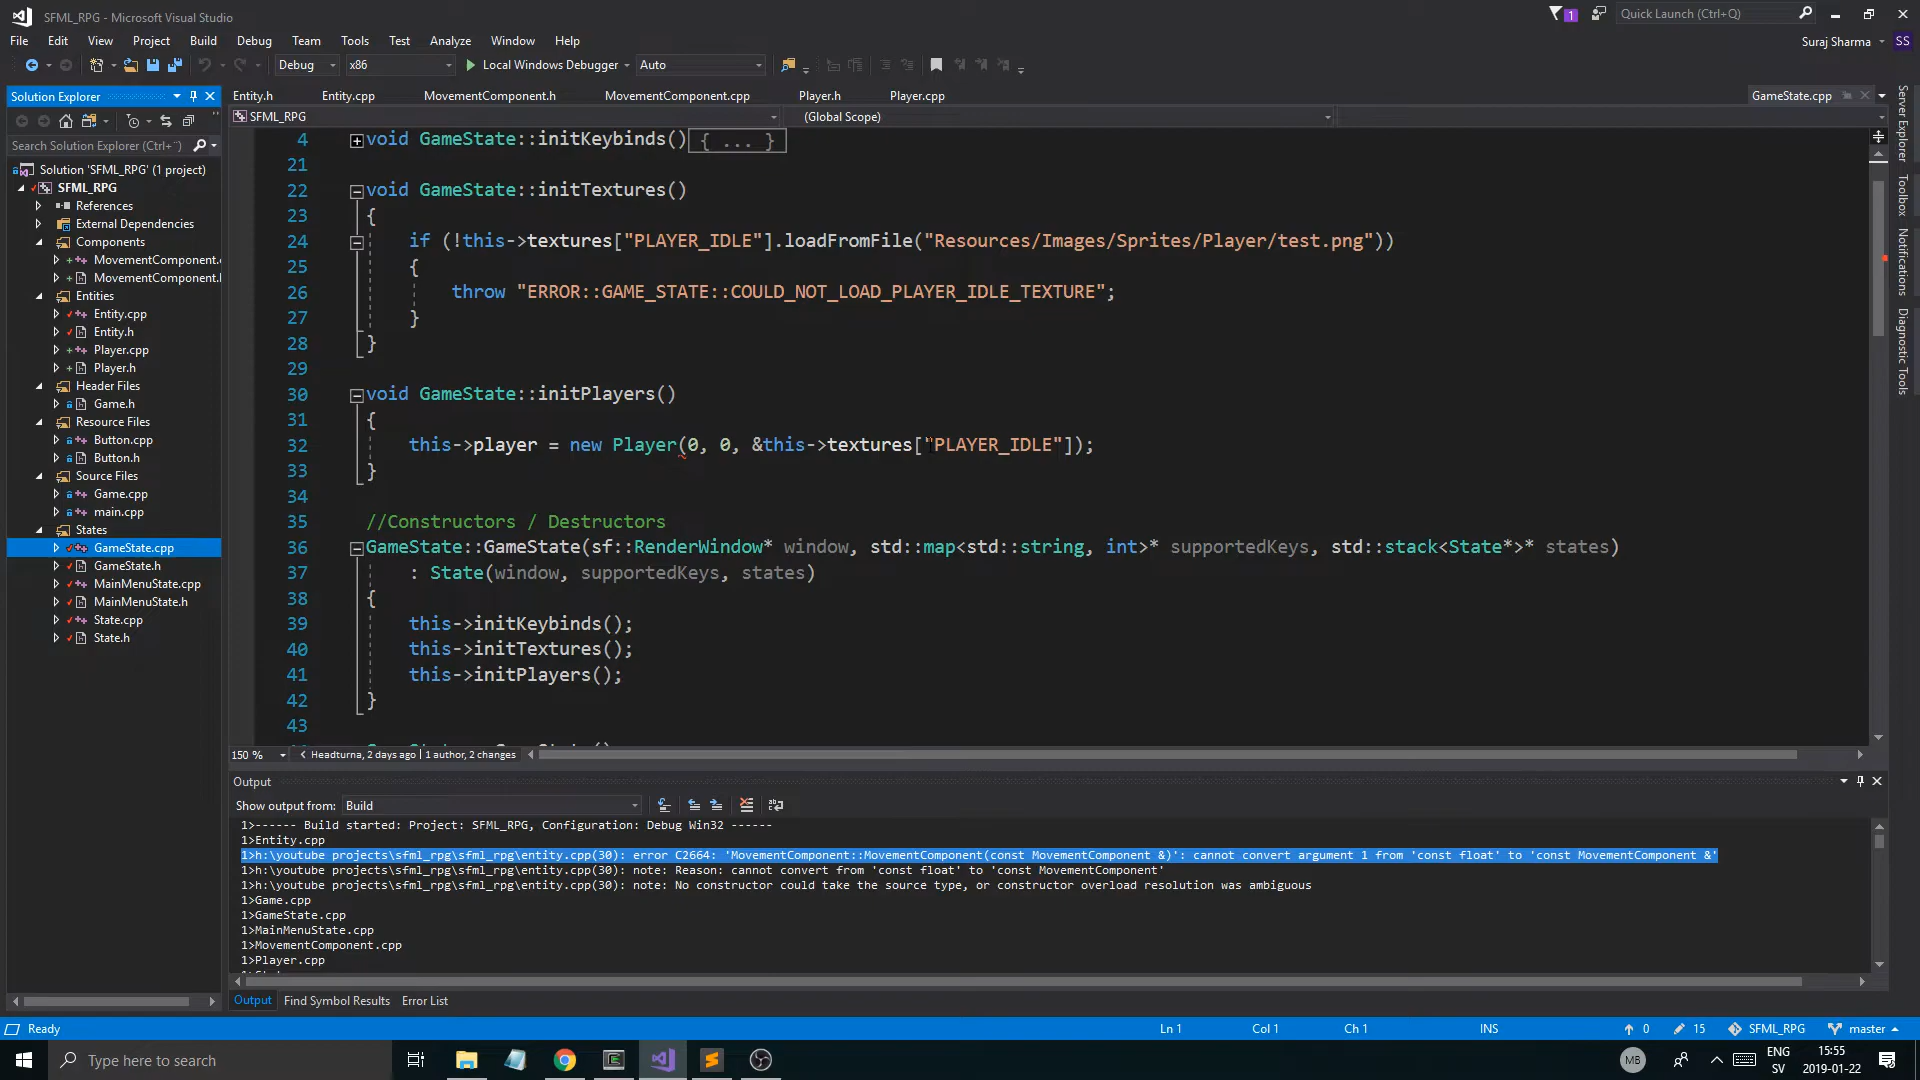 SFML_RPG - Microsoft Visual Studio
1
Quick Launch (Ctrl+Q)
File Edit View Project Build Debug Team Tools Test Analyze Window Help
Suraj Sharma SS
Debug x86 Local Windows Debugger Auto
Solution Explorer
Entity.h Entity.cpp MovementComponent.h MovementComponent.cpp Player.h Player.cpp GameState.cpp
SFML_RPG (Global Scope)
Search Solution Explorer (Ctrl+¨)
Solution 'SFML_RPG' (1 project)
SFML_RPG
References
External Dependencies
Components
MovementComponent.c
MovementComponent.h
Entities
Entity.cpp
Entity.h
Player.cpp
Player.h
Header Files
Game.h
Resource Files
Button.cpp
Button.h
Source Files
Game.cpp
main.cpp
States
GameState.cpp
GameState.h
MainMenuState.cpp
MainMenuState.h
State.cpp
State.h
4 void GameState::initKeybinds() { ... }
21
22 void GameState::initTextures()
23 {
24 if (!this->textures["PLAYER_IDLE"].loadFromFile("Resources/Images/Sprites/Player/test.png"))
25 {
26 throw "ERROR::GAME_STATE::COULD_NOT_LOAD_PLAYER_IDLE_TEXTURE";
27 }
28 }
29
30 void GameState::initPlayers()
31 {
32 this->player = new Player(0, 0, &this->textures["PLAYER_IDLE"]);
33 }
34
35 //Constructors / Destructors
36 GameState::GameState(sf::RenderWindow* window, std::map<std::string, int>* supportedKeys, std::stack<State*>* states)
37 : State(window, supportedKeys, states)
38 {
39 this->initKeybinds();
40 this->initTextures();
41 this->initPlayers();
42 }
43
Server Explorer
Toolbox
Notifications
Diagnostic Tools
150 % Headturna, 2 days ago | 1 author, 2 changes
Output
Show output from: Build
1>------ Build started: Project: SFML_RPG, Configuration: Debug Win32 ------
1>Entity.cpp
1>h:\youtube projects\sfml_rpg\sfml_rpg\entity.cpp(30): error C2664: 'MovementComponent::MovementComponent(const MovementComponent &)': cannot convert argument 1 from 'const float' to 'const MovementComponent &'
1>h:\youtube projects\sfml_rpg\sfml_rpg\entity.cpp(30): note: Reason: cannot convert from 'const float' to 'const MovementComponent'
1>h:\youtube projects\sfml_rpg\sfml_rpg\entity.cpp(30): note: No constructor could take the source type, or constructor overload resolution was ambiguous
1>Game.cpp
1>GameState.cpp
1>MainMenuState.cpp
1>MovementComponent.cpp
1>Player.cpp
Output Find Symbol Results Error List
Ready Ln 1 Col 1 Ch 1 INS 0 15 SFML_RPG master
Type here to search
MB
ENG
SV
15:55
2019-01-22